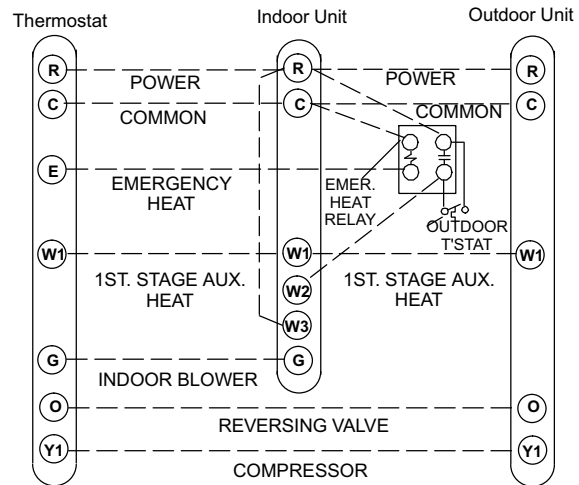 Thermostat
Indoor Unit
Outdoor Unit
R
R
R
POWER
POWER
C
C
C
COMMON
COMMON
E
EMERGENCY
HEAT
EMER.
HEAT
RELAY
OUTDOOR
T'STAT
W1
W1
W1
1ST. STAGE AUX.
HEAT
1ST. STAGE AUX.
HEAT
W2
W3
G
G
INDOOR BLOWER
O
O
REVERSING VALVE
Y1
Y1
COMPRESSOR